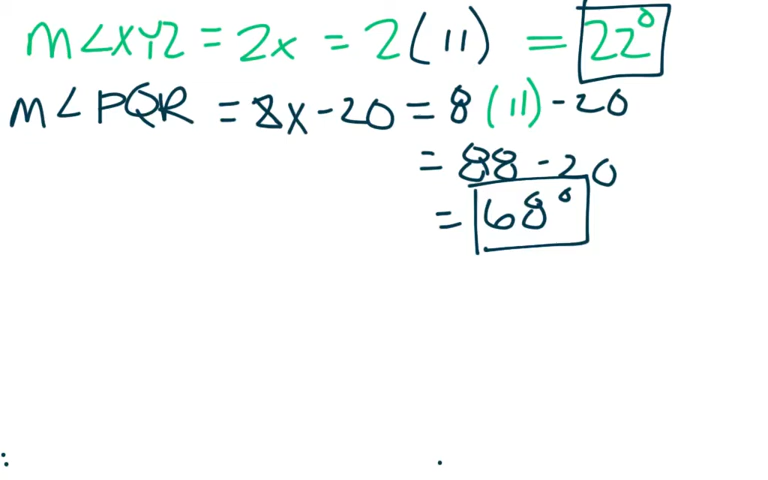 m∠XYZ = 2x = 2(11) = 22°
m∠PQR = 8x - 20 = 8(11) - 20
= 88 - 20
= 68°